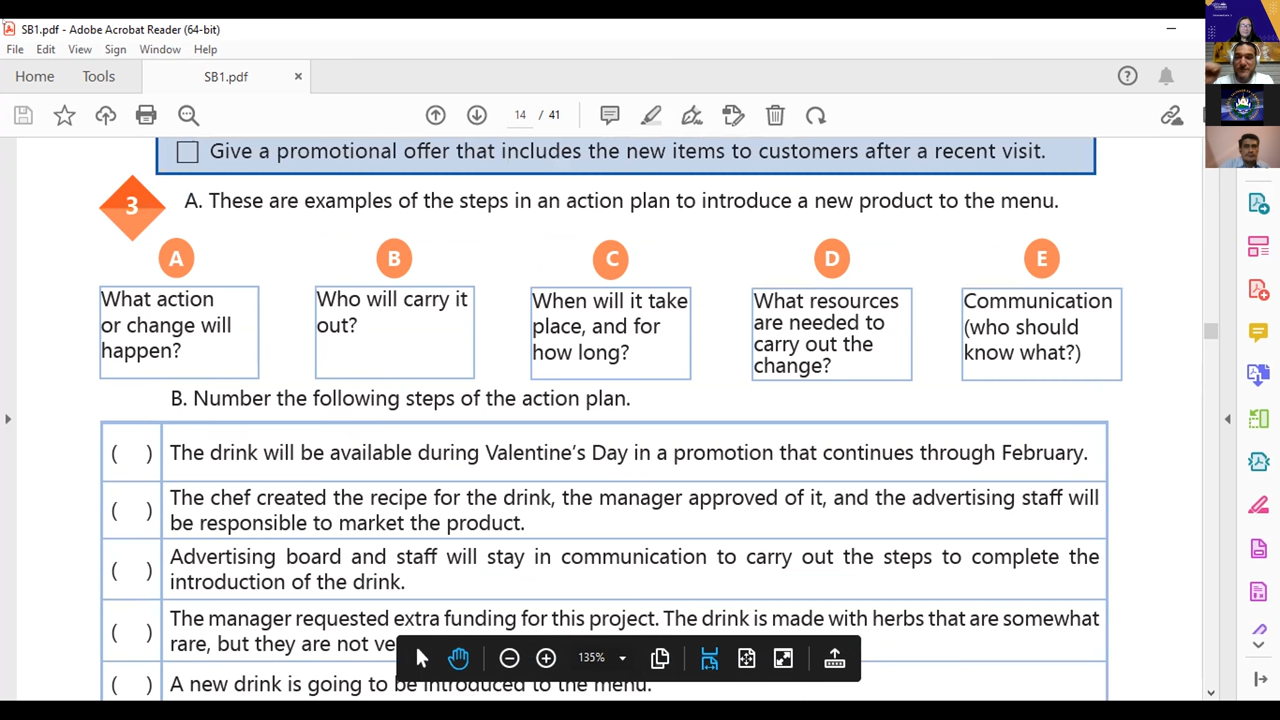 SB1.pdf - Adobe Acrobat Reader (64-bit)
File Edit View Sign Window Help
Home Tools SB1.pdf ×
14 / 41
Give a promotional offer that includes the new items to customers after a recent visit.
3 A. These are examples of the steps in an action plan to introduce a new product to the menu.
A
What action
or change will
happen?
B
Who will carry it
out?
C
When will it take
place, and for
how long?
D
What resources
are needed to
carry out the
change?
E
Communication
(who should
know what?)
B. Number the following steps of the action plan.
( ) The drink will be available during Valentine's Day in a promotion that continues through February.
( ) The chef created the recipe for the drink, the manager approved of it, and the advertising staff will
be responsible to market the product.
( ) Advertising board and staff will stay in communication to carry out the steps to complete the
introduction of the drink.
( ) The manager requested extra funding for this project. The drink is made with herbs that are somewhat
rare, but they are not ve
( ) A new drink is going to be introduced to the menu.
135%